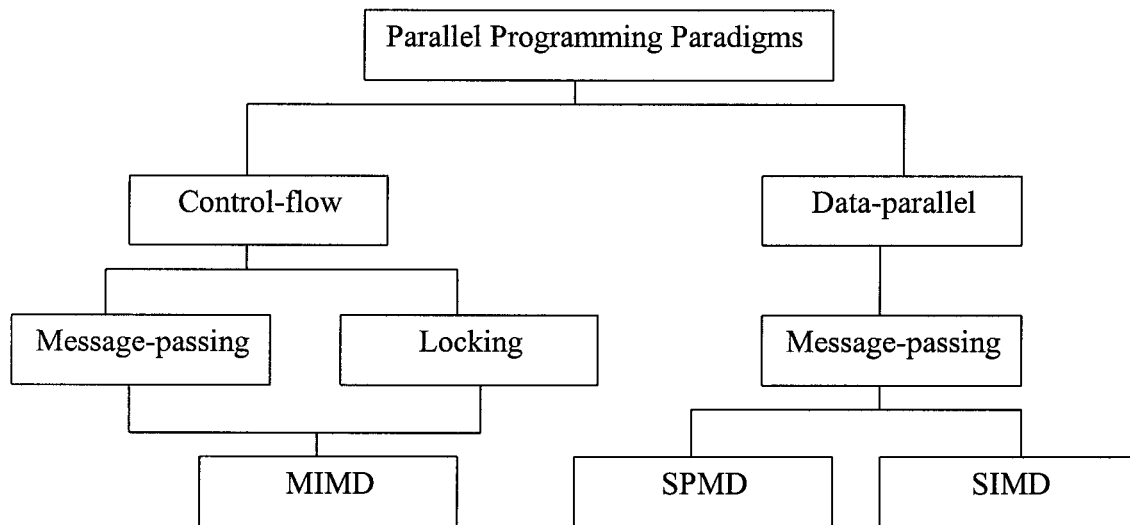 Parallel Programming Paradigms
Control-flow
Data-parallel
Message-passing
Locking
Message-passing
MIMD
SPMD
SIMD